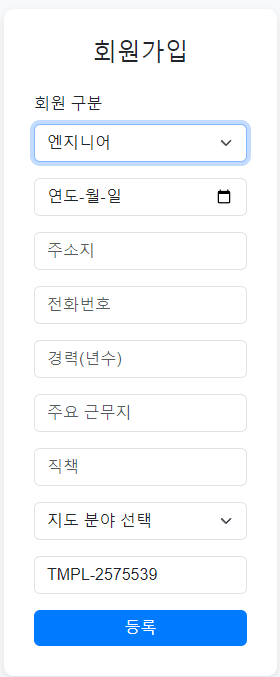 회원가입
회원 구분
엔지니어
연도-월-일
주소지
전화번호
경력(년수)
주요 근무지
직책
지도 분야 선택
TMPL-2575539
등록